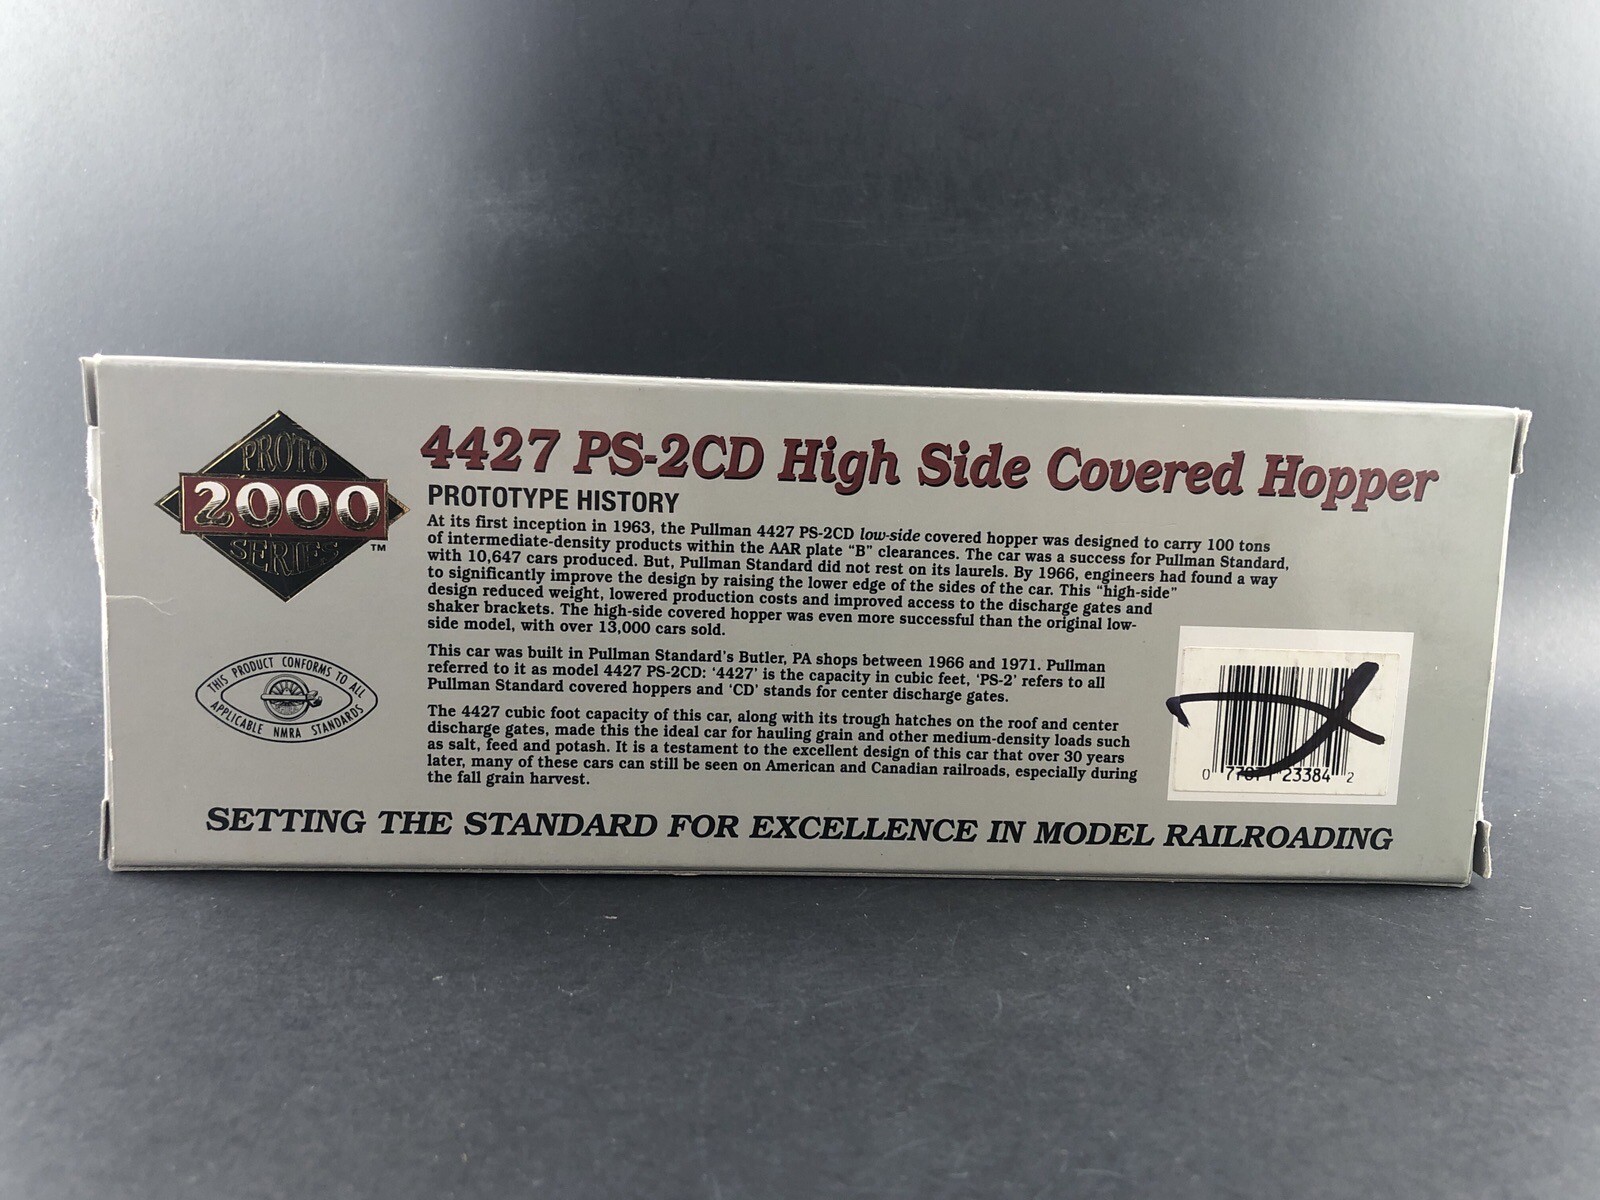 PROTO
2000
SERIES
TM
4427 PS-2CD High Side Covered Hopper
PROTOTYPE HISTORY
At its first inception in 1963, the Pullman 4427 PS-2CD low-side covered hopper was designed to carry 100 tons
of intermediate-density products within the AAR plate “B” clearances. The car was a success for Pullman Standard,
with 10,647 cars produced. But, Pullman Standard did not rest on its laurels. By 1966, engineers had found a way
to significantly improve the design by raising the lower edge of the sides of the car. This “high-side”
design reduced weight, lowered production costs and improved access to the discharge gates and
shaker brackets. The high-side covered hopper was even more successful than the original low-
side model, with over 13,000 cars sold.
This car was built in Pullman Standard's Butler, PA shops between 1966 and 1971. Pullman
referred to it as model 4427 PS-2CD: ‘4427’ is the capacity in cubic feet, ‘PS-2’ refers to all
Pullman Standard covered hoppers and ‘CD’ stands for center discharge gates.
The 4427 cubic foot capacity of this car, along with its trough hatches on the roof and center
discharge gates, made this the ideal car for hauling grain and other medium-density loads such
as salt, feed and potash. It is a testament to the excellent design of this car that over 30 years
later, many of these cars can still be seen on American and Canadian railroads, especially during
the fall grain harvest.
THIS PRODUCT CONFORMS TO ALL
APPLICABLE NMRA STANDARDS
0 23384 2
SETTING THE STANDARD FOR EXCELLENCE IN MODEL RAILROADING